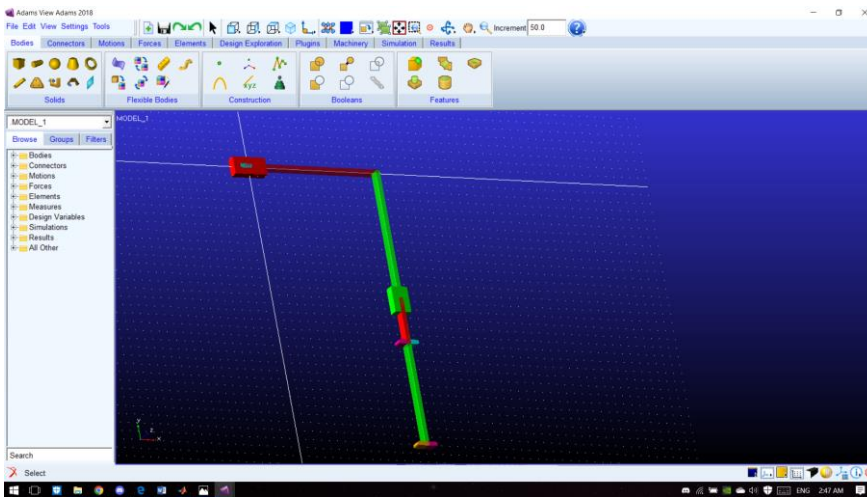 Adams View Adams 2018
File Edit View Settings Tools
Increment 50.0
Bodies Connectors Motions Forces Elements Design Exploration Plugins Machinery Simulation Results
Solids Flexible Bodies Construction Booleans Features
MODEL_1
MODEL_1
Browse Groups Filters
Bodies
Connectors
Motions
Forces
Elements
Measures
Design Variables
Simulations
Results
All Other
y
z
x
Search
Select
ENG 2:47 AM